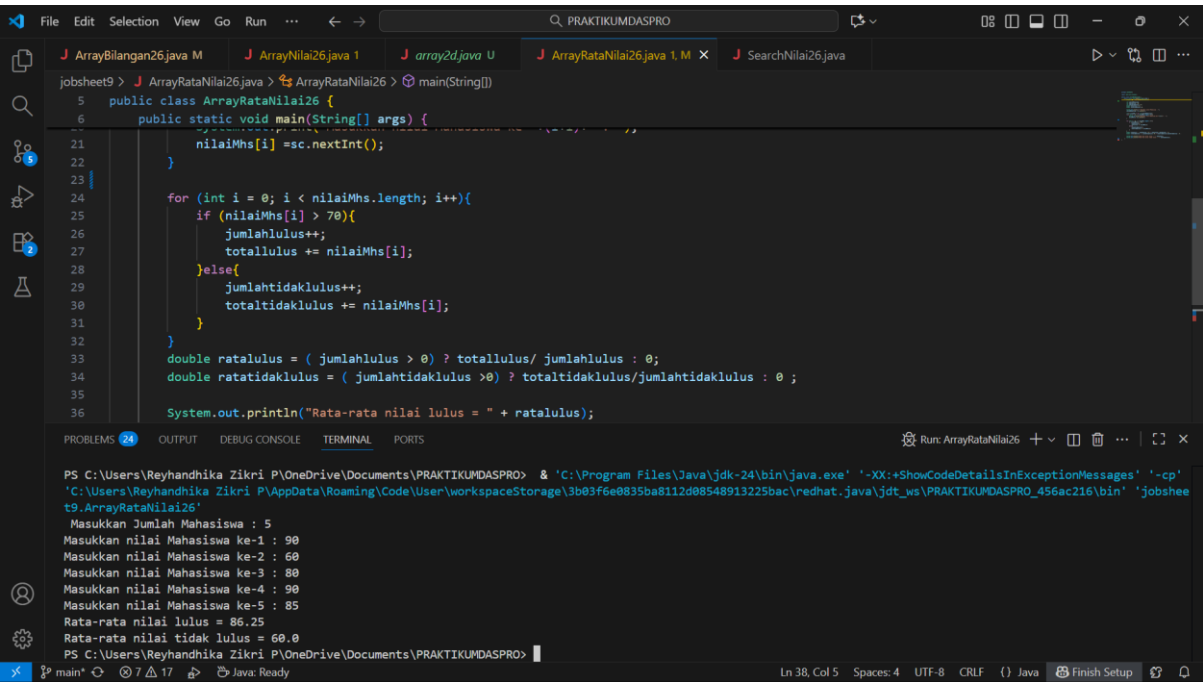 File Edit Selection View Go Run ··· ← → PRAKTIKUMDASPRO
J ArrayBilangan26.java M J ArrayNilai26.java 1 J array2d.java U J ArrayRataNilai26.java 1, M × J SearchNilai26.java
jobsheet9 > J ArrayRataNilai26.java > ArrayRataNilai26 > main(String[])
5 public class ArrayRataNilai26 {
6 public static void main(String[] args) {
21 nilaiMhs[i] =sc.nextInt();
22 }
23
24 for (int i = 0; i < nilaiMhs.length; i++){
25 if (nilaiMhs[i] > 70){
26 jumlahlulus++;
27 totallulus += nilaiMhs[i];
28 }else{
29 jumlahtidaklulus++;
30 totaltidaklulus += nilaiMhs[i];
31 }
32 }
33 double ratalulus = ( jumlahlulus > 0) ? totallulus/ jumlahlulus : 0;
34 double ratatidaklulus = ( jumlahtidaklulus >0) ? totaltidaklulus/jumlahtidaklulus : 0 ;
35
36 System.out.println("Rata-rata nilai lulus = " + ratalulus);
5
2
PROBLEMS 24 OUTPUT DEBUG CONSOLE TERMINAL PORTS Run: ArrayRataNilai26
PS C:\Users\Reyhandhika Zikri P\OneDrive\Documents\PRAKTIKUMDASPRO> & 'C:\Program Files\Java\jdk-24\bin\java.exe' '-XX:+ShowCodeDetailsInExceptionMessages' '-cp'
'C:\Users\Reyhandhika Zikri P\AppData\Roaming\Code\User\workspaceStorage\3b03f6e0835ba8112d08548913225bac\redhat.java\jdt_ws\PRAKTIKUMDASPRO_456ac216\bin' 'jobshee
t9.ArrayRataNilai26'
Masukkan Jumlah Mahasiswa : 5
Masukkan nilai Mahasiswa ke-1 : 90
Masukkan nilai Mahasiswa ke-2 : 60
Masukkan nilai Mahasiswa ke-3 : 80
Masukkan nilai Mahasiswa ke-4 : 90
Masukkan nilai Mahasiswa ke-5 : 85
Rata-rata nilai lulus = 86.25
Rata-rata nilai tidak lulus = 60.0
PS C:\Users\Reyhandhika Zikri P\OneDrive\Documents\PRAKTIKUMDASPRO>
main* 7 17 Java: Ready Ln 38, Col 5 Spaces: 4 UTF-8 CRLF {} Java Finish Setup